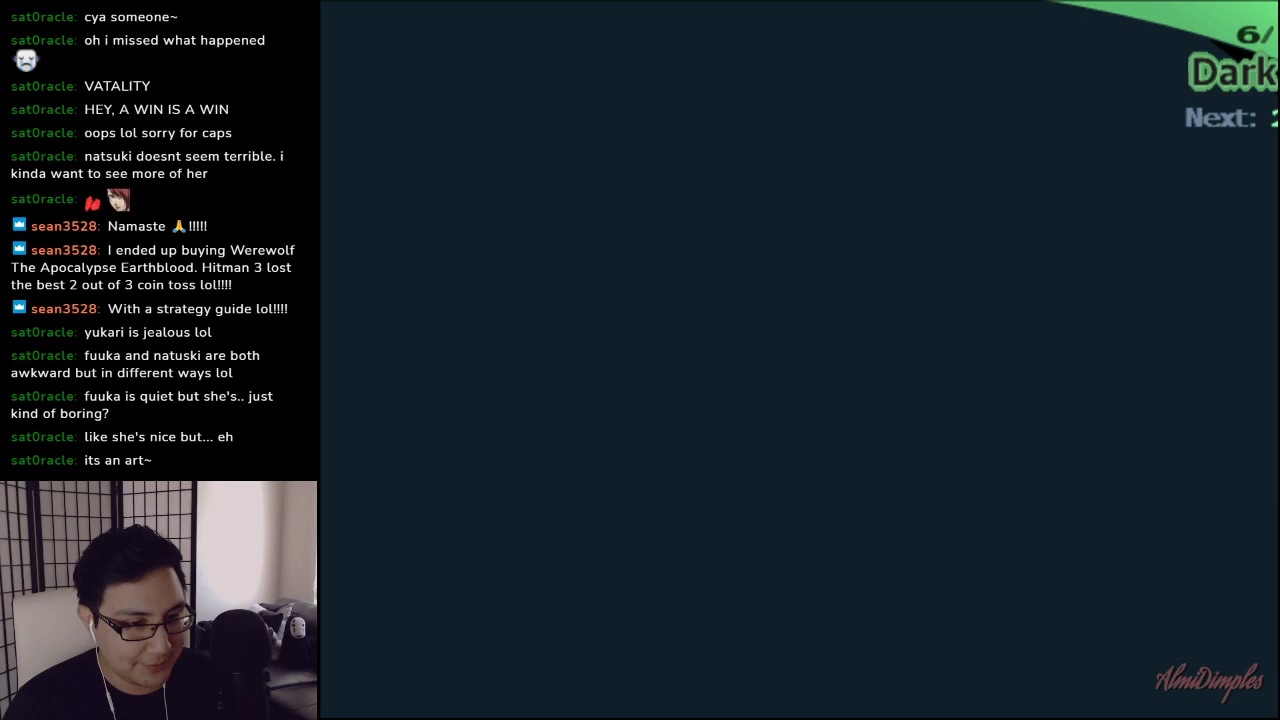 sat0racle: cya someone~
sat0racle: oh i missed what happened
sat0racle: VATALITY
sat0racle: HEY, A WIN IS A WIN
sat0racle: oops lol sorry for caps
sat0racle: natsuki doesnt seem terrible. i
kinda want to see more of her
sat0racle:
sean3528: Namaste 🙏!!!!!
sean3528: I ended up buying Werewolf
The Apocalypse Earthblood. Hitman 3 lost
the best 2 out of 3 coin toss lol!!!!
sean3528: With a strategy guide lol!!!!
sat0racle: yukari is jealous lol
sat0racle: fuuka and natuski are both
awkward but in different ways lol
sat0racle: fuuka is quiet but she's.. just
kind of boring?
sat0racle: like she's nice but... eh
sat0racle: its an art~
6/
Dark
Next:
AlmiDimples